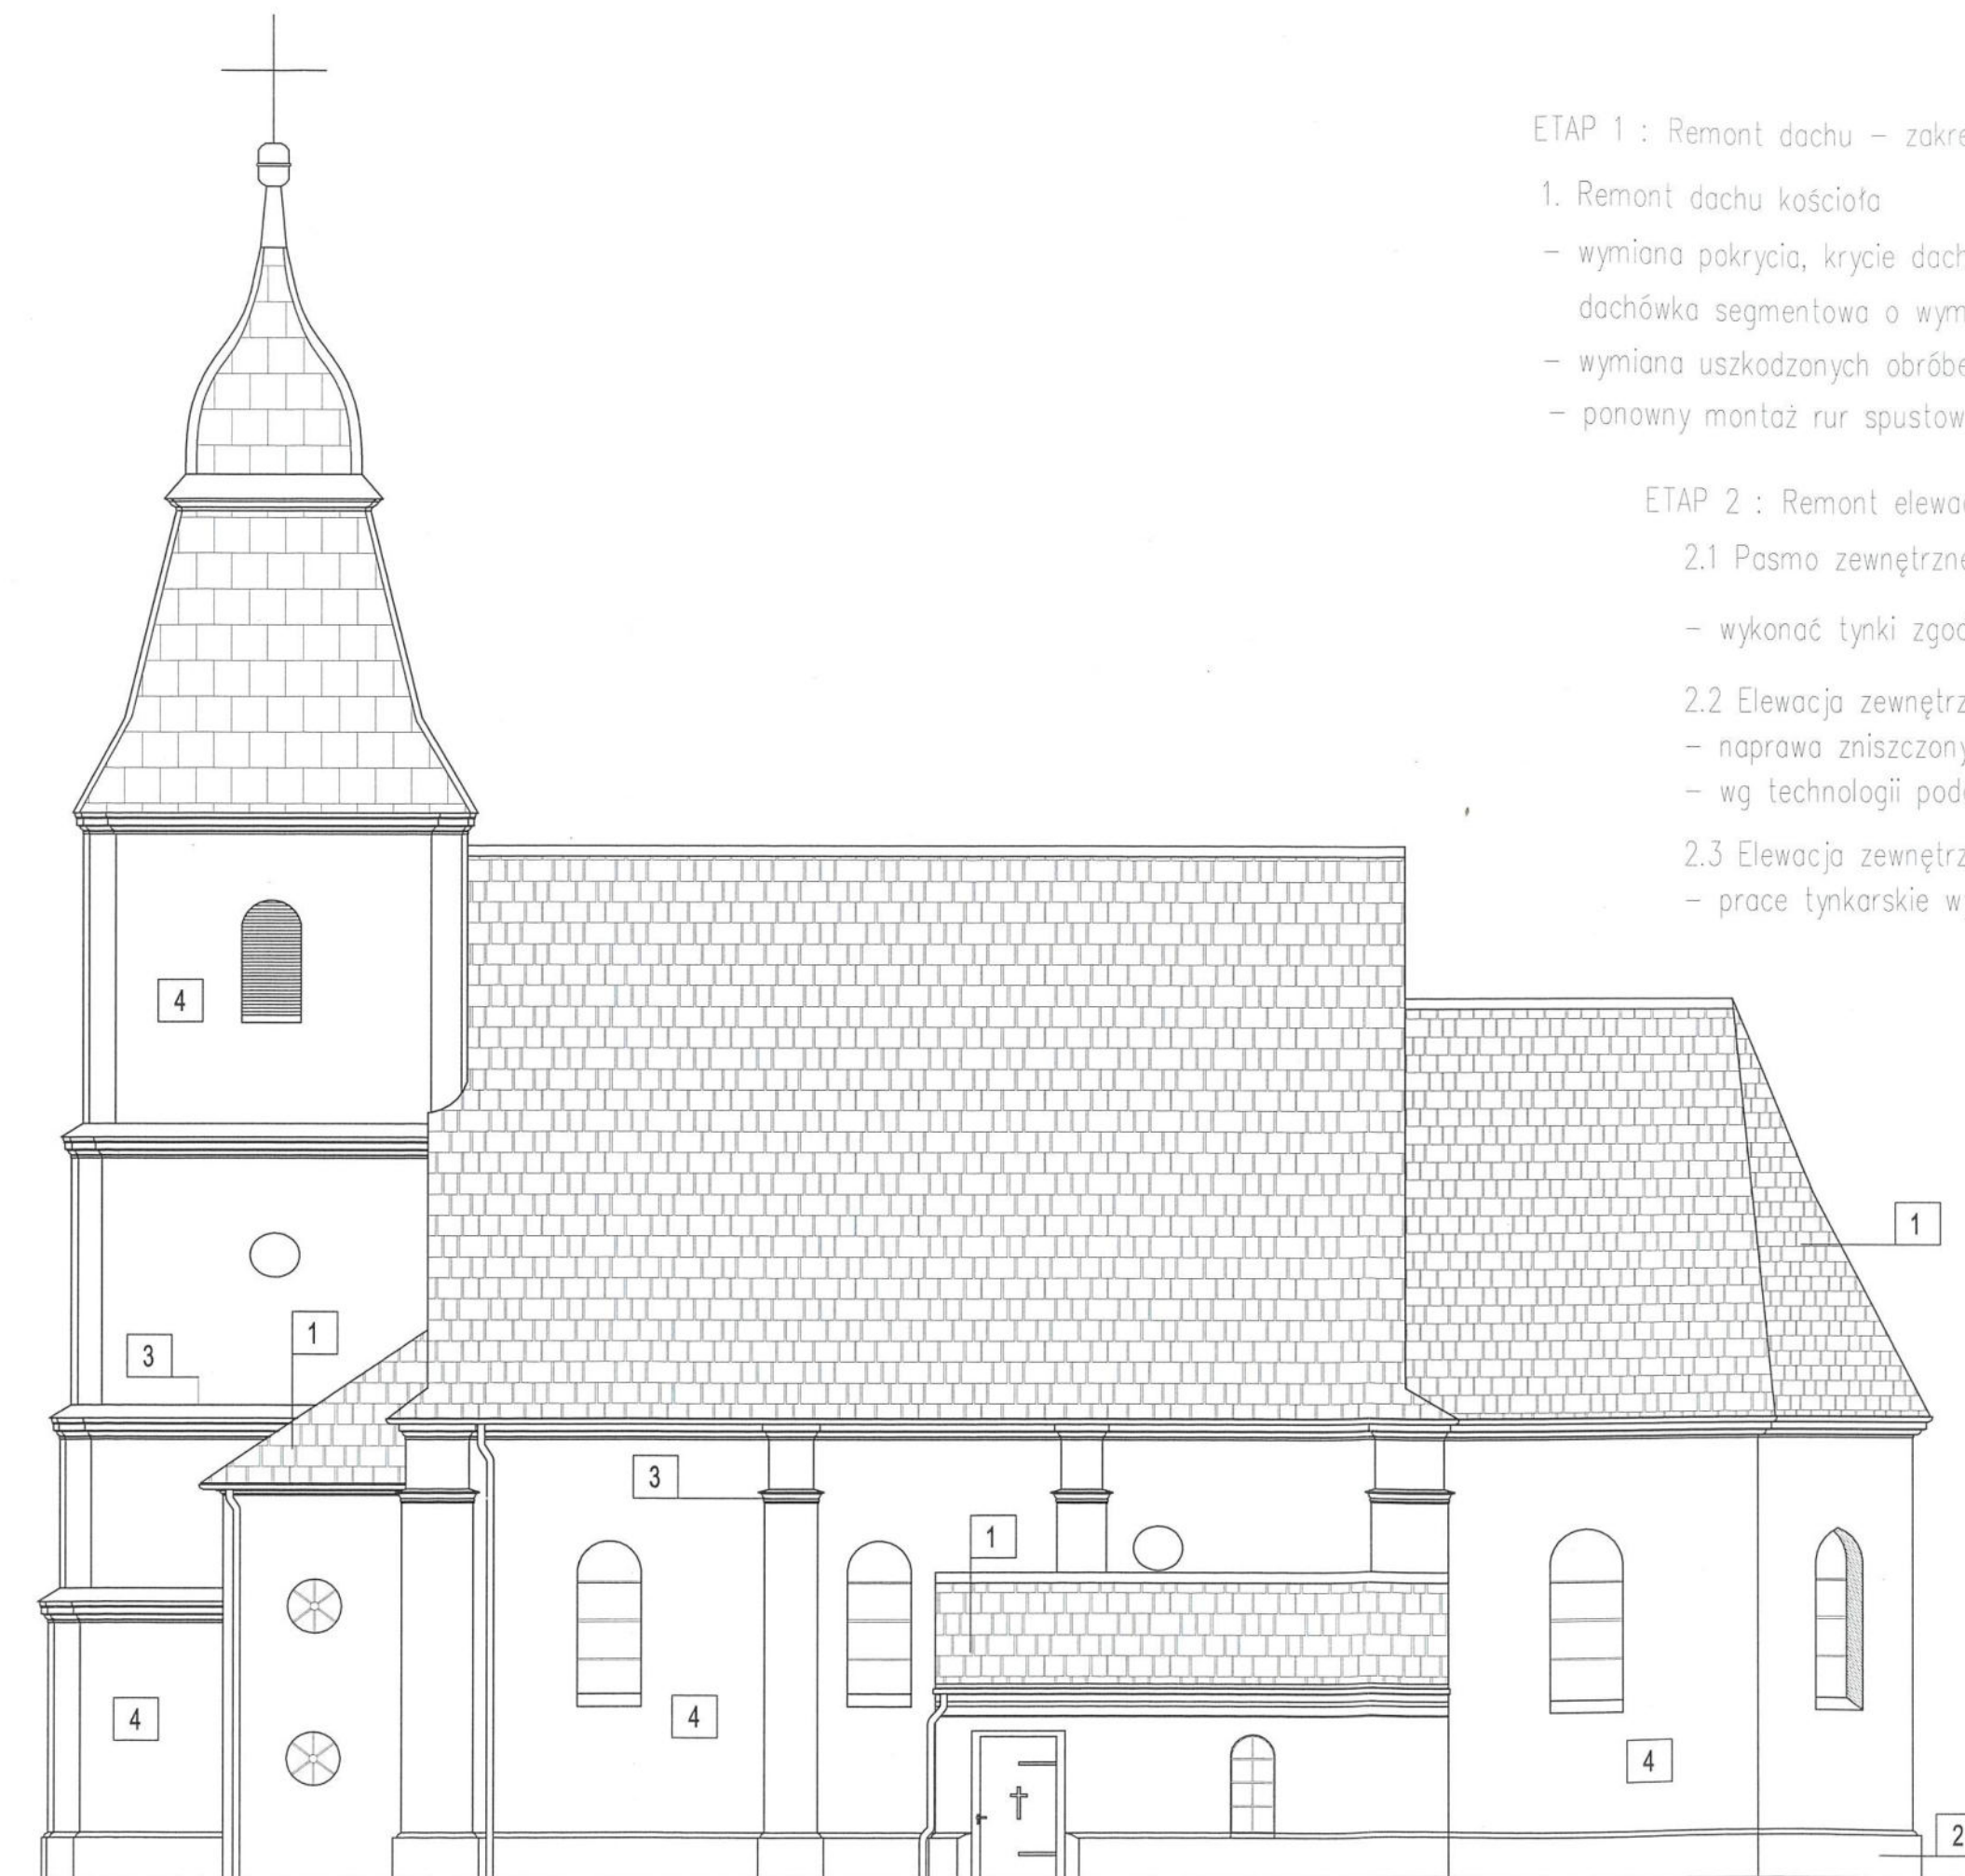 ETAP 1 : Remont dachu – zakre
1. Remont dachu kościoła
– wymiana pokrycia, krycie dach
dachówka segmentowa o wym
– wymiana uszkodzonych obróbe
– ponowny montaż rur spustow
ETAP 2 : Remont elewac
2.1 Pasmo zewnętrzne
– wykonać tynki zgod
2.2 Elewacja zewnętrz
– naprawa zniszczony
– wg technologii poda
2.3 Elewacja zewnętrz
– prace tynkarskie w
4
1
1
3
3
1
4
4
4
2